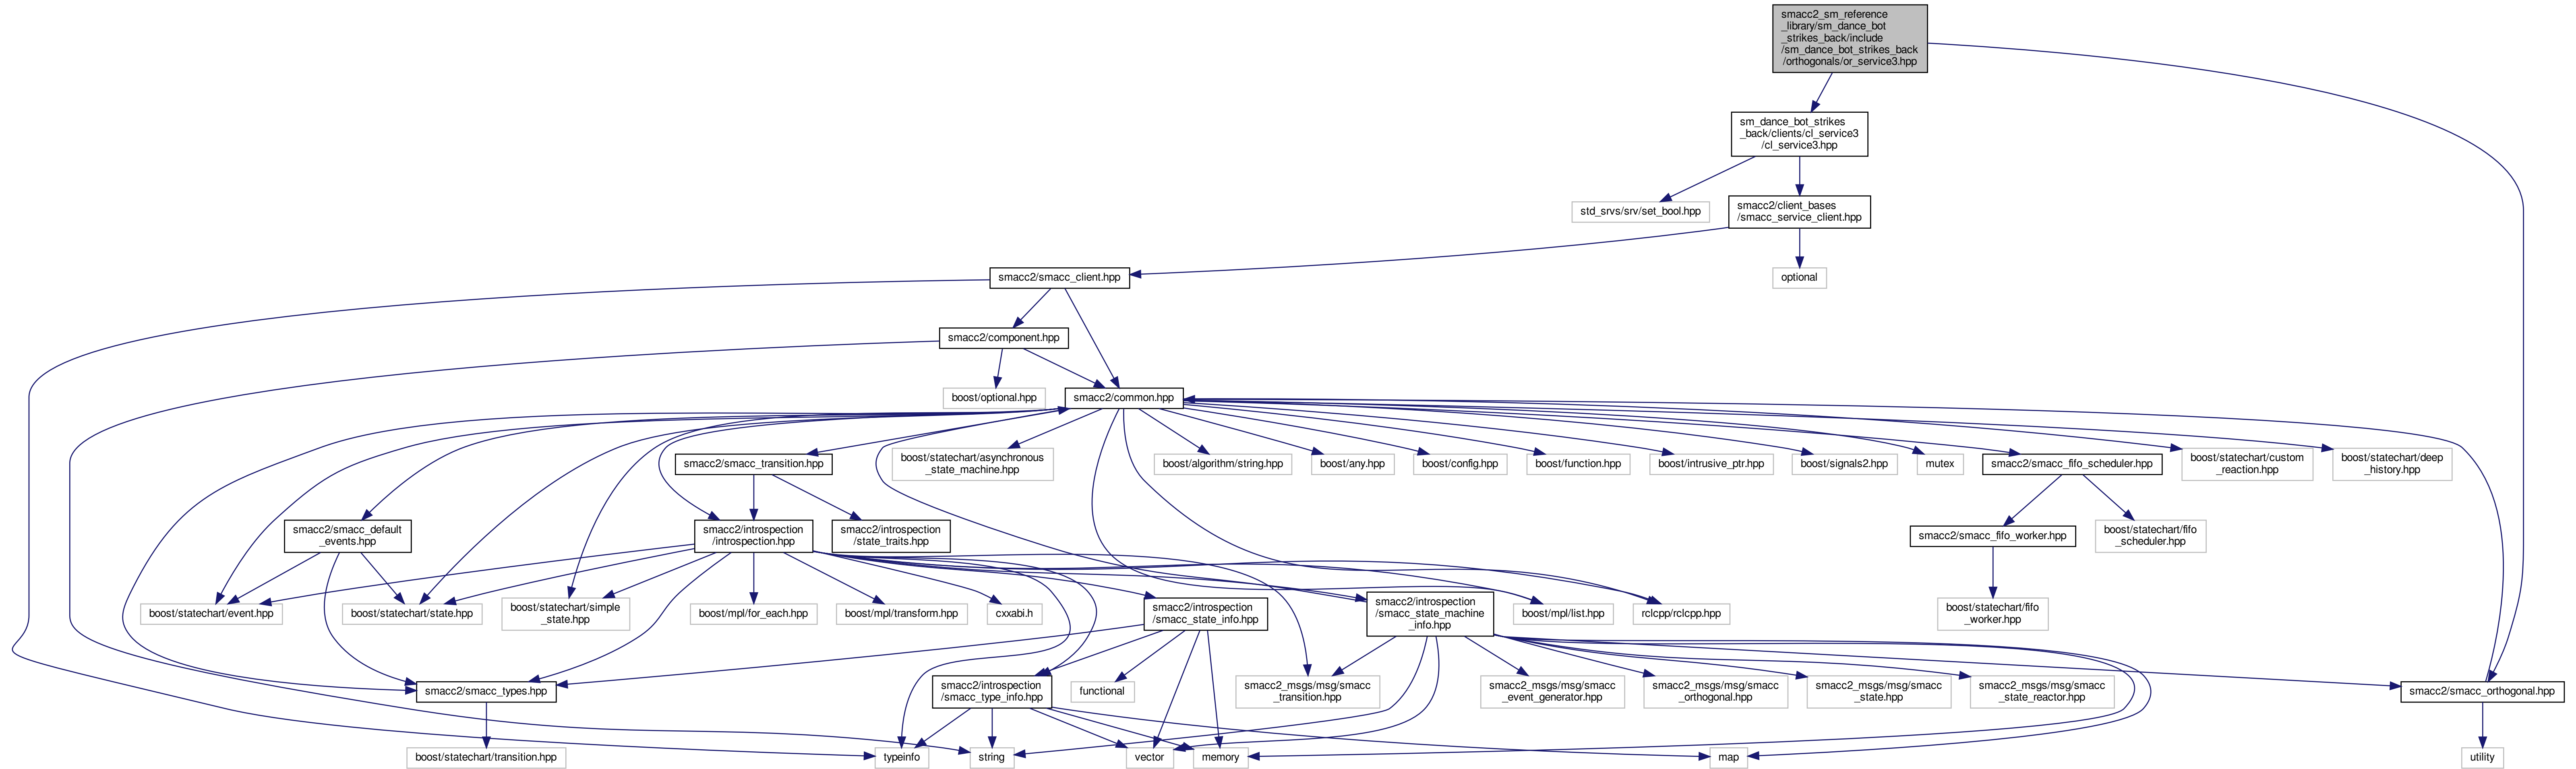 smacc2_sm_reference
_library/sm_dance_bot
_strikes_back/include
/sm_dance_bot_strikes_back
/orthogonals/or_service3.hpp
sm_dance_bot_strikes
_back/clients/cl_service3
/cl_service3.hpp
std_srvs/srv/set_bool.hpp
smacc2/client_bases
/smacc_service_client.hpp
smacc2/smacc_client.hpp
optional
smacc2/component.hpp
boost/optional.hpp
smacc2/common.hpp
smacc2/smacc_transition.hpp
boost/statechart/asynchronous
_state_machine.hpp
boost/algorithm/string.hpp
boost/any.hpp
boost/config.hpp
boost/function.hpp
boost/intrusive_ptr.hpp
boost/signals2.hpp
mutex
smacc2/smacc_fifo_scheduler.hpp
boost/statechart/custom
_reaction.hpp
boost/statechart/deep
_history.hpp
smacc2/smacc_default
_events.hpp
smacc2/introspection
/introspection.hpp
smacc2/introspection
/state_traits.hpp
smacc2/smacc_fifo_worker.hpp
boost/statechart/fifo
_scheduler.hpp
boost/statechart/event.hpp
boost/statechart/state.hpp
boost/statechart/simple
_state.hpp
boost/mpl/for_each.hpp
boost/mpl/transform.hpp
cxxabi.h
smacc2/introspection
/smacc_state_info.hpp
smacc2/introspection
/smacc_state_machine
_info.hpp
boost/mpl/list.hpp
rclcpp/rclcpp.hpp
boost/statechart/fifo
_worker.hpp
smacc2/smacc_types.hpp
smacc2/introspection
/smacc_type_info.hpp
functional
smacc2_msgs/msg/smacc
_transition.hpp
smacc2_msgs/msg/smacc
_event_generator.hpp
smacc2_msgs/msg/smacc
_orthogonal.hpp
smacc2_msgs/msg/smacc
_state.hpp
smacc2_msgs/msg/smacc
_state_reactor.hpp
smacc2/smacc_orthogonal.hpp
boost/statechart/transition.hpp
typeinfo
string
vector
memory
map
utility